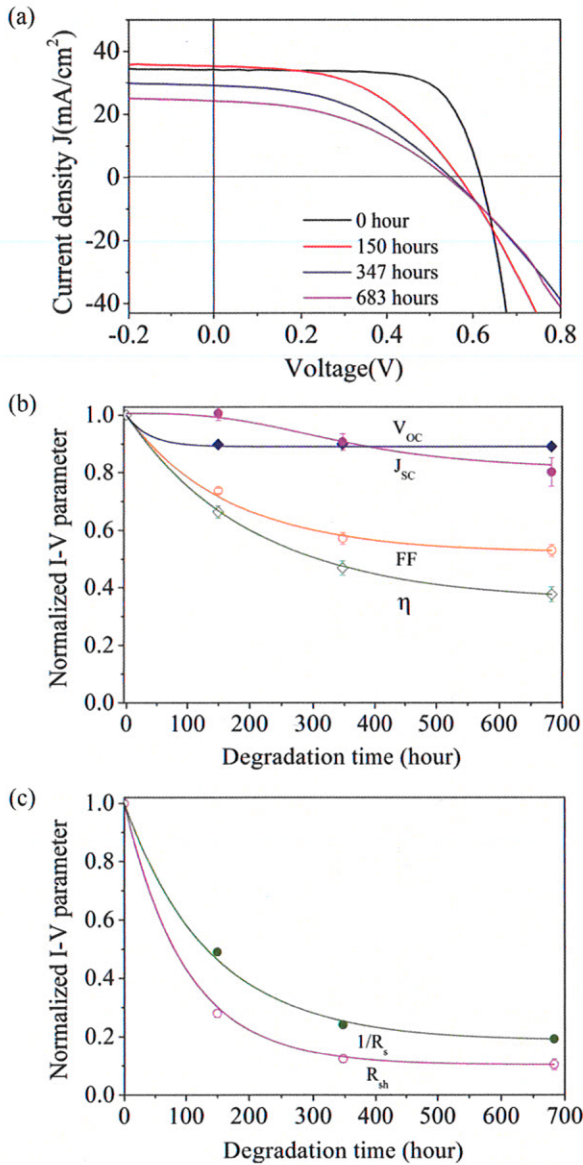 (a)
Current density J(mA/cm²)
40
20
0
-20
-40
0 hour
150 hours
347 hours
683 hours
-0.2 0.0 0.2 0.4 0.6 0.8
Voltage(V)
(b)
Normalized I-V parameter
1.0
0.8
0.6
0.4
0.2
0.0
V_OC
J_SC
FF
η
0 100 200 300 400 500 600 700
Degradation time (hour)
(c)
Normalized I-V parameter
1.0
0.8
0.6
0.4
0.2
0.0
1/R_s
R_sh
0 100 200 300 400 500 600 700
Degradation time (hour)